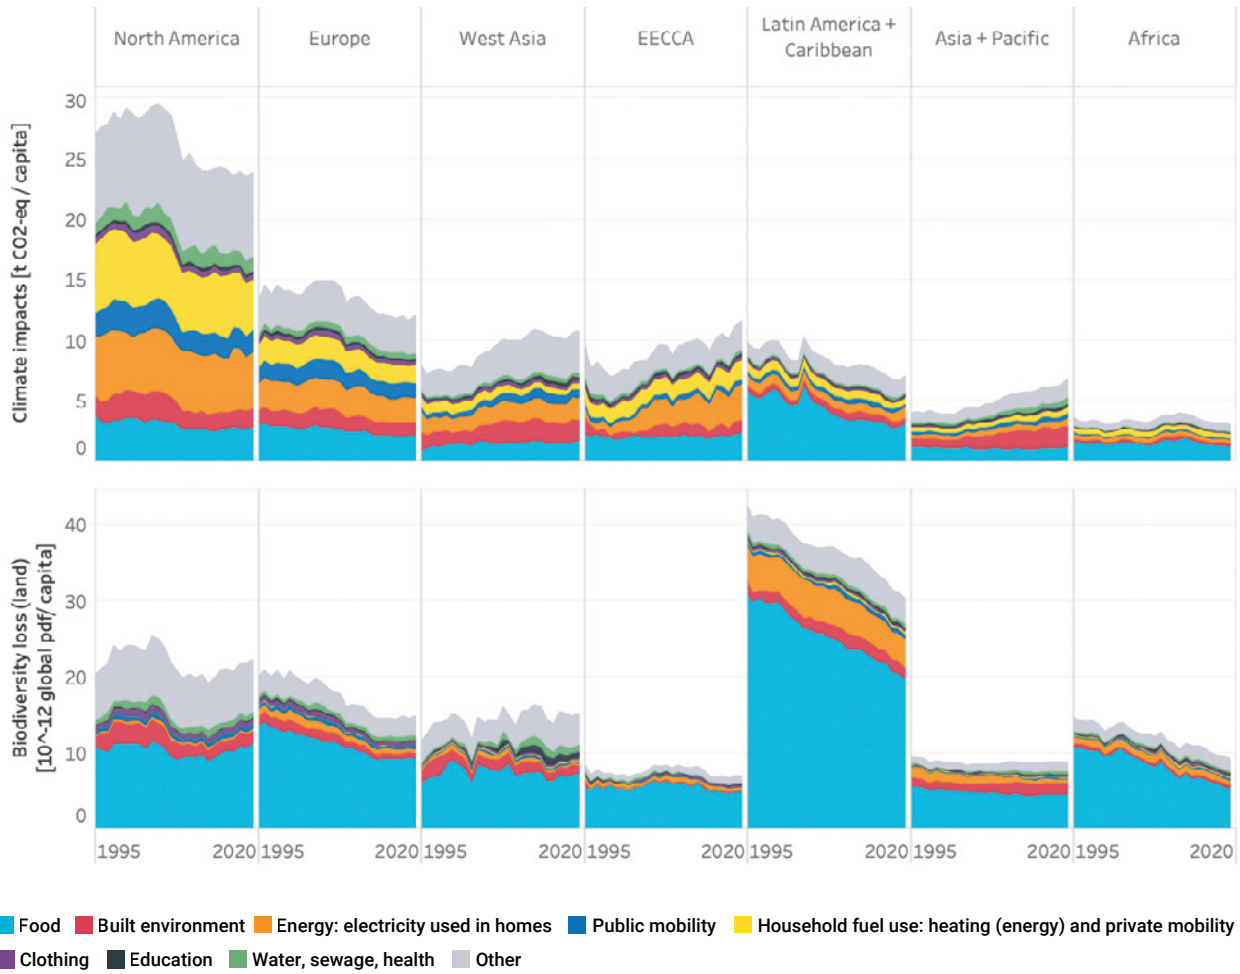 North America
Europe
West Asia
EECCA
Latin America +
Caribbean
Asia + Pacific
Africa
Climate impacts [t CO2-eq / capita]
30
25
20
15
10
5
0
Biodiversity loss (land)
[10^-12 global pdf/ capita]
40
30
20
10
0
1995 2020 1995 2020 1995 2020 1995 2020 1995 2020 1995 2020 1995 2020
Food Built environment Energy: electricity used in homes Public mobility Household fuel use: heating (energy) and private mobility
Clothing Education Water, sewage, health Other